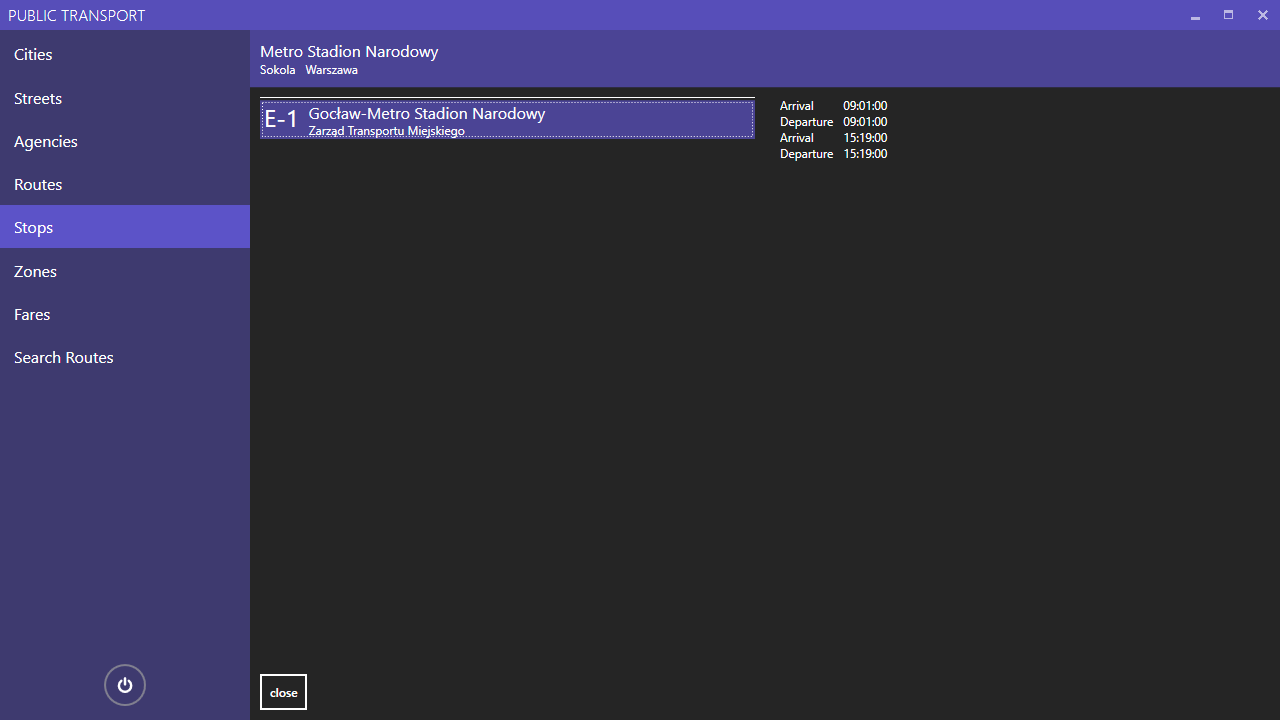 PUBLIC TRANSPORT
Cities
Streets
Agencies
Routes
Stops
Zones
Fares
Search Routes
Metro Stadion Narodowy
Sokola Warszawa
E-1 Gocław-Metro Stadion Narodowy
Zarząd Transportu Miejskiego
Arrival 09:01:00
Departure 09:01:00
Arrival 15:19:00
Departure 15:19:00
close